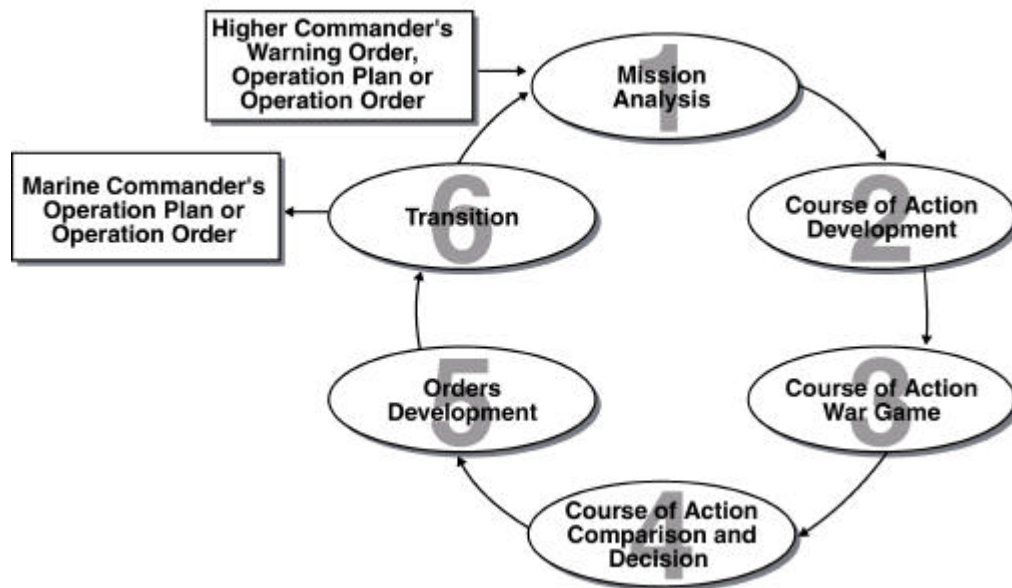 Higher Commander's
Warning Order,
Operation Plan or
Operation Order
1
Mission
Analysis
2
Course of Action
Development
3
Course of Action
War Game
4
Course of Action
Comparison and
Decision
5
Orders
Development
6
Transition
Marine Commander's
Operation Plan or
Operation Order